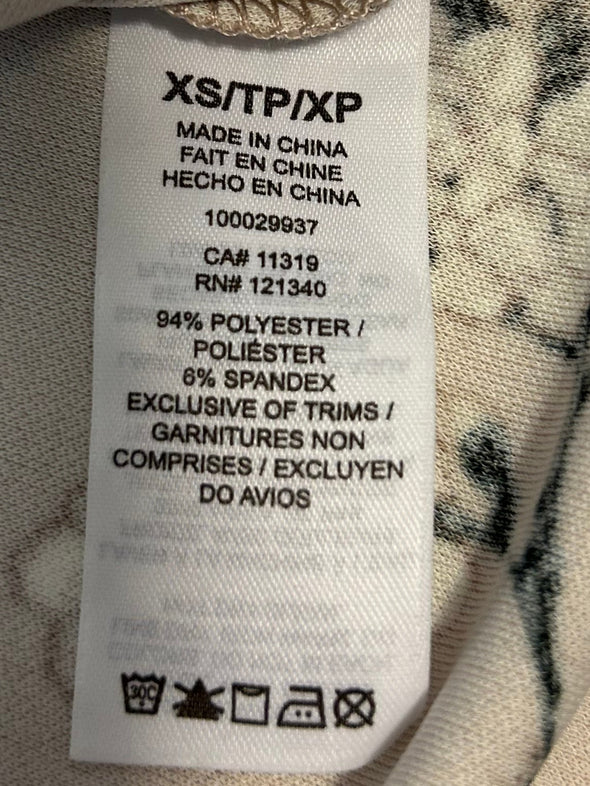 XS/TP/XP
MADE IN CHINA
FAIT EN CHINE
HECHO EN CHINA
100029937
CA# 11319
RN# 121340
94% POLYESTER /
POLIÉSTER
6% SPANDEX
EXCLUSIVE OF TRIMS /
GARNITURES NON
COMPRISES / EXCLUYEN
DO AVIOS
30C